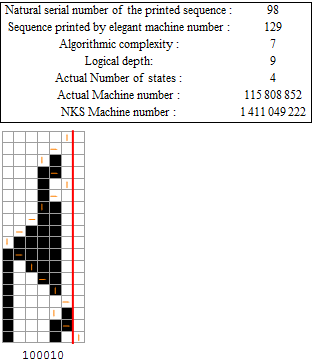 Natural serial number of the printed sequence : 98
Sequence printed by elegant machine number : 129
Algorithmic complexity : 7
Logical depth: 9
Actual Number of states : 4
Actual Machine number : 115 808 852
NKS Machine number : 1 411 049 222
100010